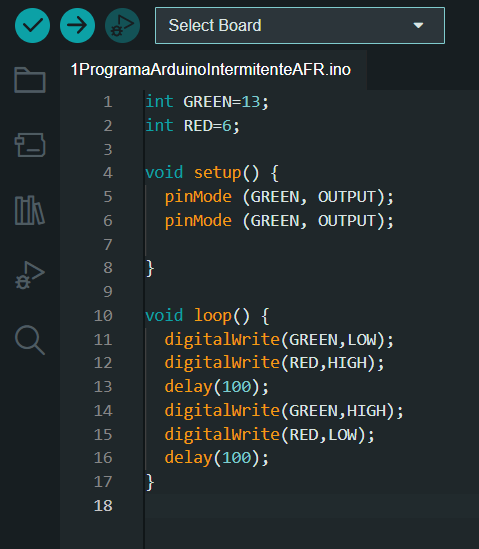 Select Board
1ProgramaArduinoIntermitenteAFR.ino
1 int GREEN=13;
2 int RED=6;
3
4 void setup() {
5   pinMode (GREEN, OUTPUT);
6   pinMode (GREEN, OUTPUT);
7
8 }
9
10 void loop() {
11   digitalWrite(GREEN,LOW);
12   digitalWrite(RED,HIGH);
13   delay(100);
14   digitalWrite(GREEN,HIGH);
15   digitalWrite(RED,LOW);
16   delay(100);
17 }
18